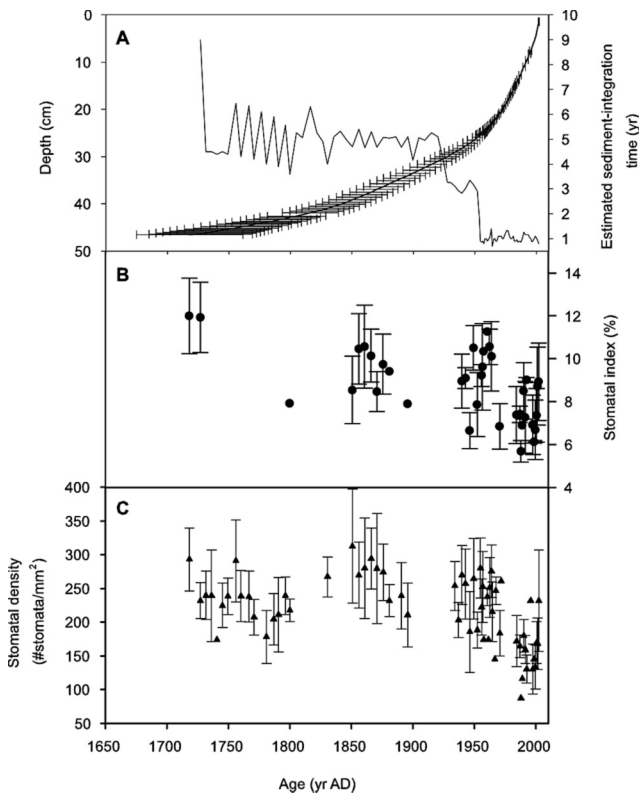 A
Depth (cm)
0
10
20
30
40
50
10
9
8
7
6
5
4
3
2
1
Estimated sediment-integration
time (yr)
B
14
12
10
8
6
4
Stomatal index (%)
C
Stomatal density
(#stomata/mm²)
400
350
300
250
200
150
100
50
1650 1700 1750 1800 1850 1900 1950 2000
Age (yr AD)